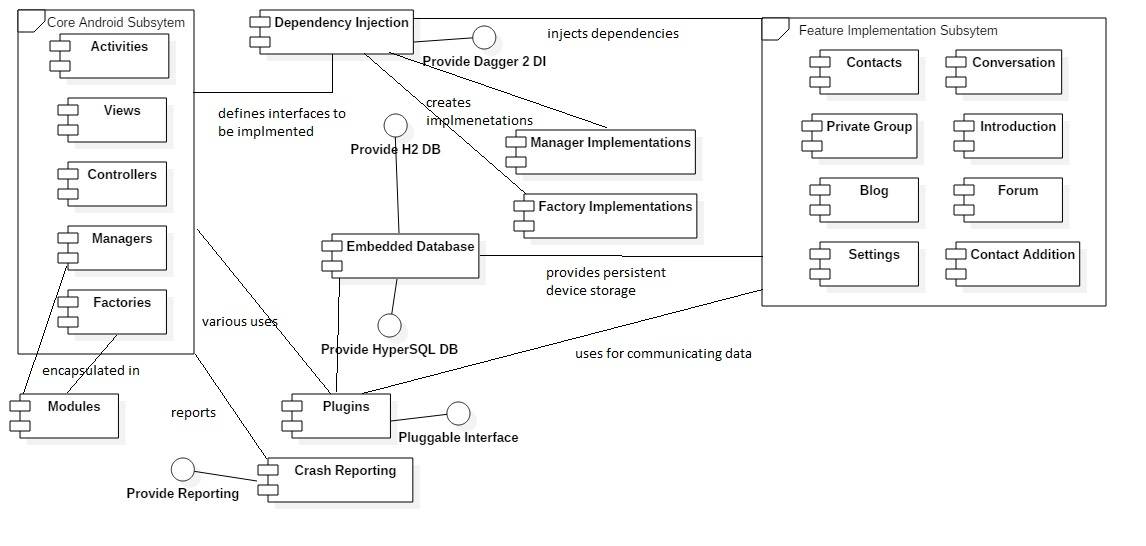 Core Android Subsytem
Activities
Views
Controllers
Managers
Factories
encapsulated in
Modules
Dependency Injection
Provide Dagger 2 DI
injects dependencies
defines interfaces to
be implmented
creates
implmenetations
Provide H2 DB
Manager Implementations
Factory Implementations
Embedded Database
provides persistent
device storage
various uses
Provide HyperSQL DB
uses for communicating data
reports
Plugins
Pluggable Interface
Crash Reporting
Provide Reporting
Feature Implementation Subsytem
Contacts
Conversation
Private Group
Introduction
Blog
Forum
Settings
Contact Addition